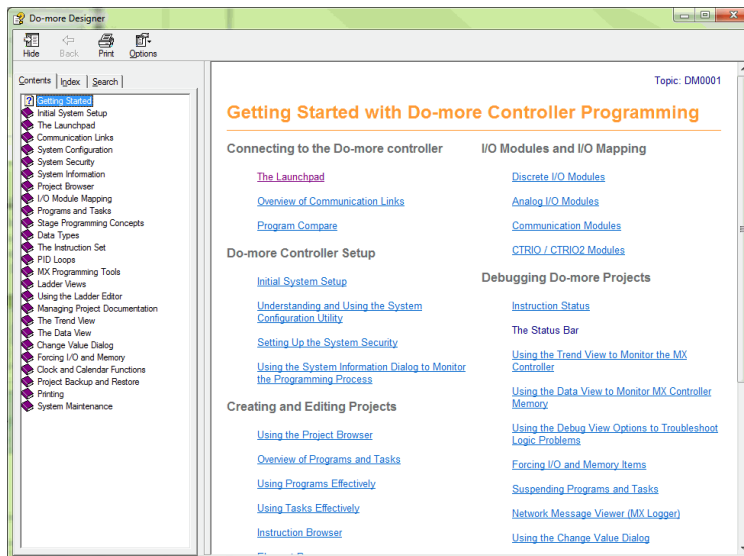 Do-more Designer
Hide Back Print Options
Contents Index Search
Getting Started
Initial System Setup
The Launchpad
Communication Links
System Configuration
System Security
System Information
Project Browser
I/O Module Mapping
Programs and Tasks
Stage Programming Concepts
Data Types
The Instruction Set
PID Loops
MX Programming Tools
Ladder Views
Using the Ladder Editor
Managing Project Documentation
The Trend View
The Data View
Change Value Dialog
Forcing I/O and Memory
Clock and Calendar Functions
Project Backup and Restore
Printing
System Maintenance
Topic: DM0001
Getting Started with Do-more Controller Programming
Connecting to the Do-more controller
The Launchpad
Overview of Communication Links
Program Compare
Do-more Controller Setup
Initial System Setup
Understanding and Using the System
Configuration Utility
Setting Up the System Security
Using the System Information Dialog to Monitor
the Programming Process
Creating and Editing Projects
Using the Project Browser
Overview of Programs and Tasks
Using Programs Effectively
Using Tasks Effectively
Instruction Browser
I/O Modules and I/O Mapping
Discrete I/O Modules
Analog I/O Modules
Communication Modules
CTRIO / CTRIO2 Modules
Debugging Do-more Projects
Instruction Status
The Status Bar
Using the Trend View to Monitor the MX
Controller
Using the Data View to Monitor MX Controller
Memory
Using the Debug View Options to Troubleshoot
Logic Problems
Forcing I/O and Memory Items
Suspending Programs and Tasks
Network Message Viewer (MX Logger)
Using the Change Value Dialog